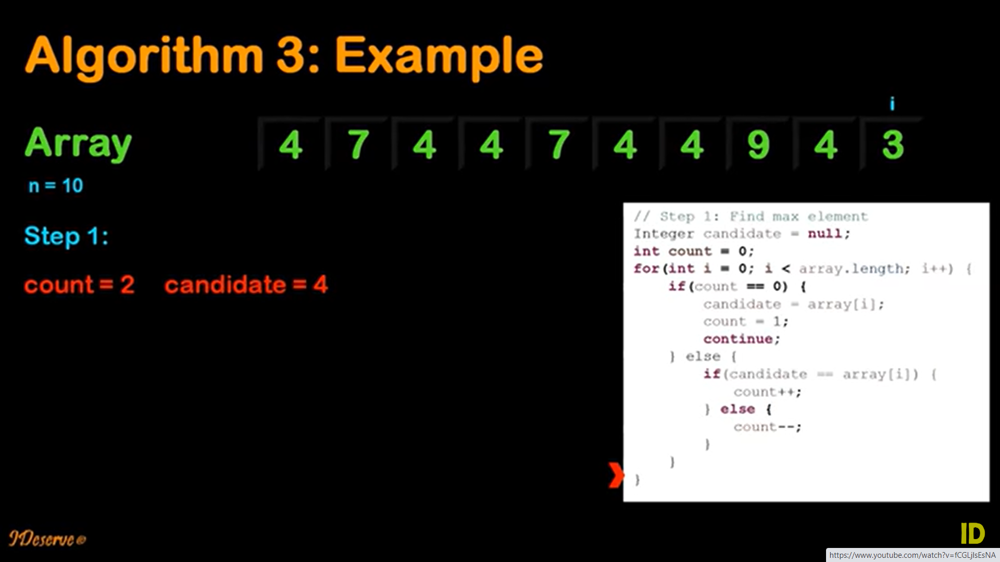 Algorithm 3: Example
i
Array 4 7 4 4 7 4 4 9 4 3
n = 10
Step 1:
count = 2 candidate = 4
// Step 1: Find max element
Integer candidate = null;
int count = 0;
for(int i = 0; i < array.length; i++) {
if(count == 0) {
candidate = array[i];
count = 1;
continue;
} else {
if(candidate == array[i]) {
count++;
} else {
count--;
}
}
}
IDeserve ©
ID
https://www.youtube.com/watch?v=fCGLjlsEsNA